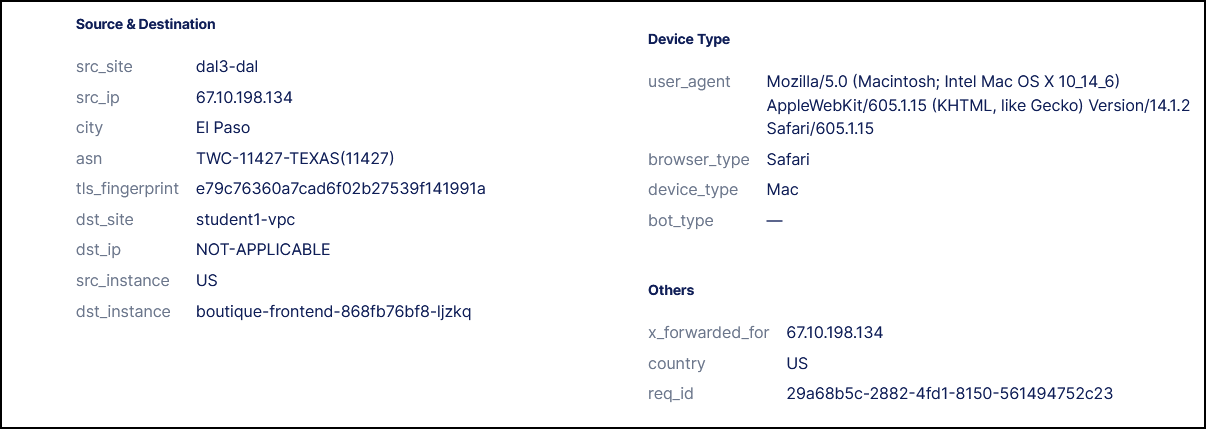 Source & Destination
src_site dal3-dal
src_ip 67.10.198.134
city El Paso
asn TWC-11427-TEXAS(11427)
tls_fingerprint e79c76360a7cad6f02b27539f141991a
dst_site student1-vpc
dst_ip NOT-APPLICABLE
src_instance US
dst_instance boutique-frontend-868fb76bf8-ljzkq
Device Type
user_agent Mozilla/5.0 (Macintosh; Intel Mac OS X 10_14_6)
AppleWebKit/605.1.15 (KHTML, like Gecko) Version/14.1.2
Safari/605.1.15
browser_type Safari
device_type Mac
bot_type —
Others
x_forwarded_for 67.10.198.134
country US
req_id 29a68b5c-2882-4fd1-8150-561494752c23